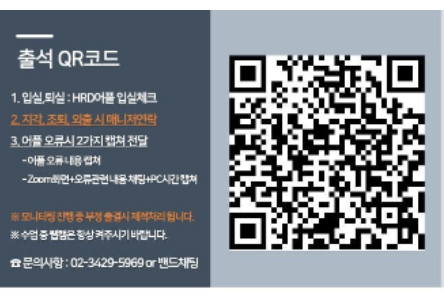 출석 QR코드
1. 입실,퇴실 : HRD어플 입실체크
2. 지각, 조퇴, 외출 시 매니저연락
3. 어플 오류시 2가지 캡쳐 전달
- 어플 오류 내용 캡쳐
- Zoom화면+오류관련 내용 채팅+PC시간 캡쳐
※ 모니터링 진행 중 부정 출결시 제적처리 됩니다.
※ 수업 중 웹캠은 항상 켜주시기 바랍니다.
☎ 문의사항 : 02-3429-5969 or 밴드채팅